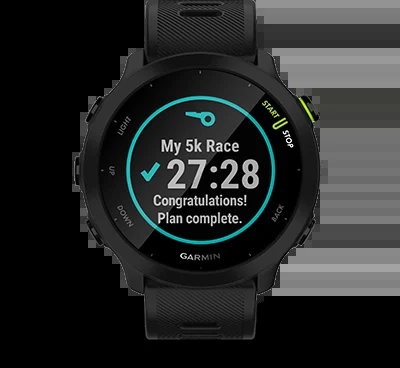 LIGHT
START
STOP
My 5k Race
UP
27:28
Congratulations!
DOWN
Plan complete.
BACK
GARMIN